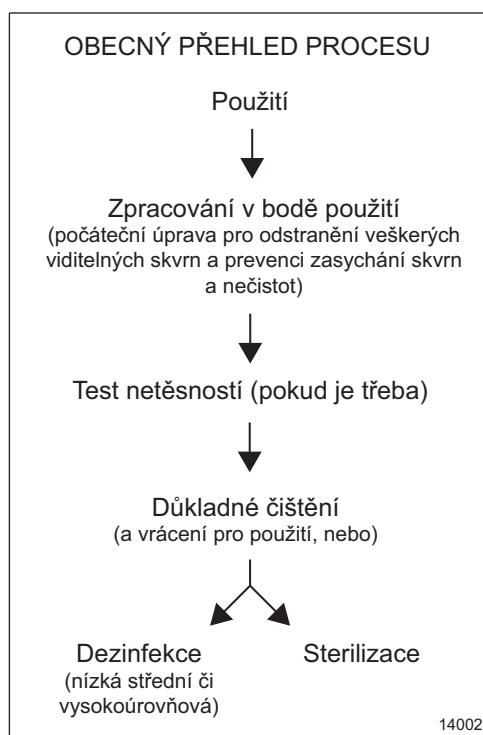 OBECNÝ PŘEHLED PROCESU
Použití
Zpracování v bodě použití
(počáteční úprava pro odstranění veškerých
viditelných skvrn a prevenci zasychání skvrn
a nečistot)
Test netěsností (pokud je třeba)
Důkladné čištění
(a vrácení pro použití, nebo)
Dezinfekce
(nízká střední či
vysokoúrovňová)
Sterilizace
14002